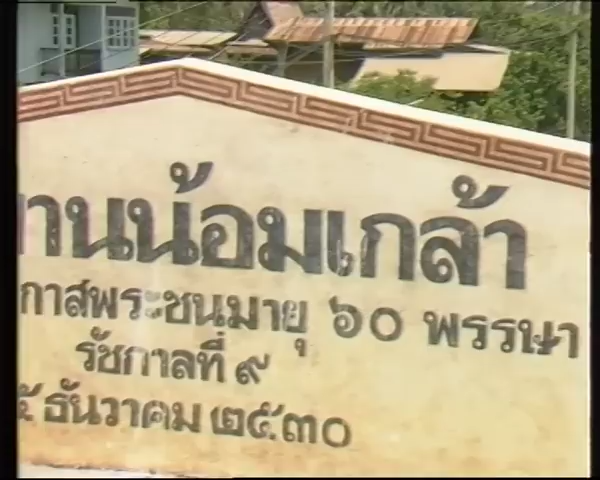 านน้อมเกล้า
กาสพระชนมายุ ๖๐ พรรษา
รัชกาลที่ ๙
๕ ธันวาคม ๒๕๓๐